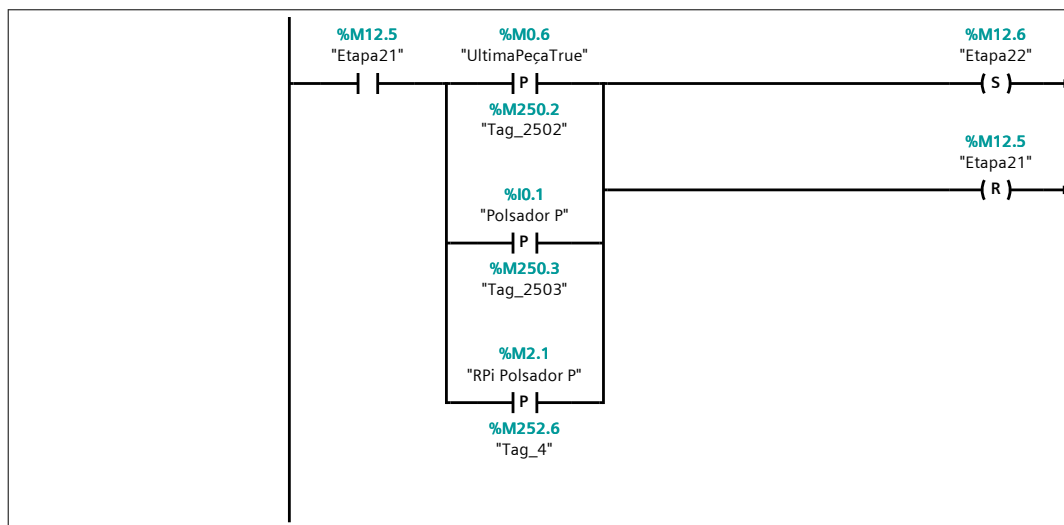 %M12.5
"Etapa21"
%M0.6
"UltimaPeçaTrue"
P
%M250.2
"Tag_2502"
%M12.6
"Etapa22"
S
%M12.5
"Etapa21"
R
%I0.1
"Polsador P"
P
%M250.3
"Tag_2503"
%M2.1
"RPi Polsador P"
P
%M252.6
"Tag_4"